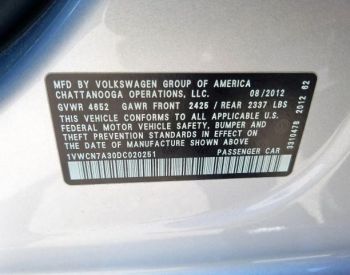 MFD BY VOLKSWAGEN GROUP OF AMERICA
CHATTANOOGA OPERATIONS, LLC. 08/2012
GVWR 4652 GAWR FRONT 2425 / REAR 2337 LBS
THIS VEHICLE CONFORMS TO ALL APPLICABLE U.S.
FEDERAL MOTOR VEHICLE SAFETY, BUMPER AND
THEFT PREVENTION STANDARDS IN EFFECT ON
THE DATE OF MANUFACTURE SHOWN ABOVE
1VWCN7A30DC020251 PASSENGER CAR
3310478 2012 62